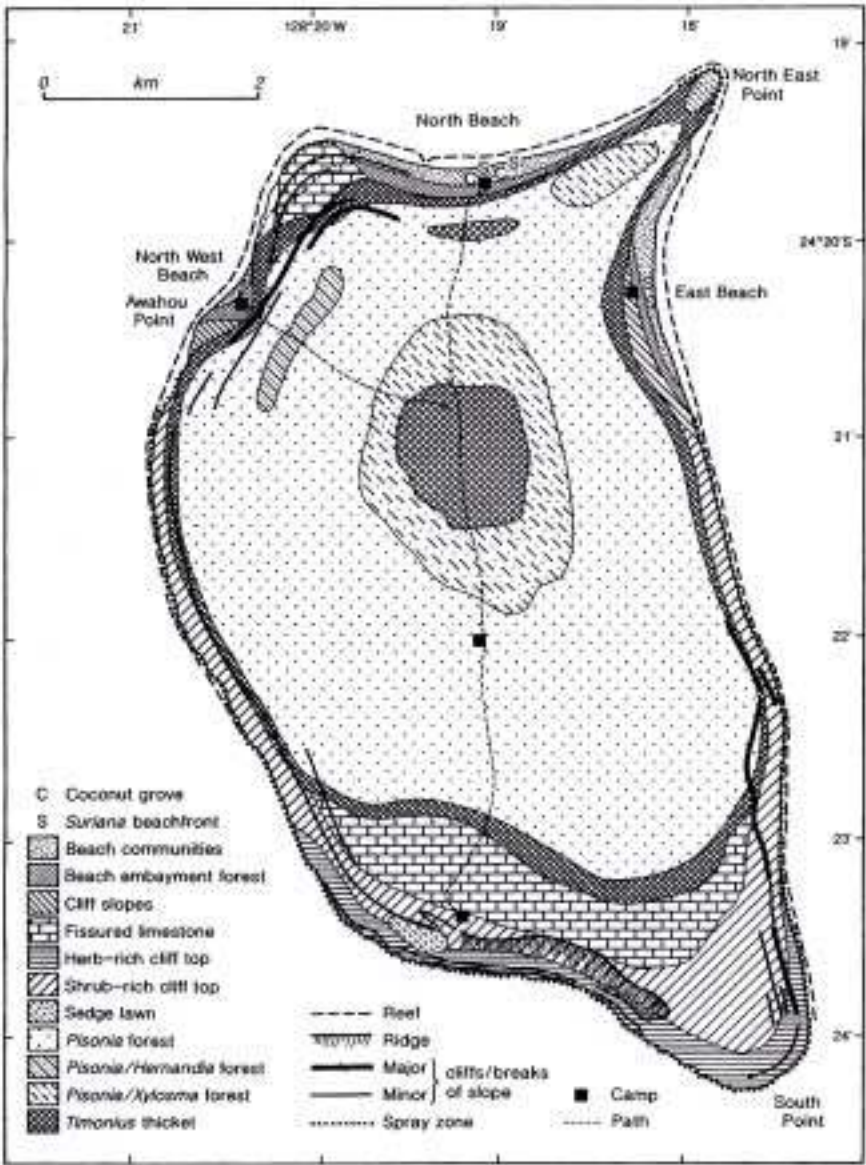 21' 128°20'W 19' 18'
19'
0 km 2
North East
Point
North Beach
24°20'S
North West
Beach
Awahou
Point
East Beach
21'
22'
23'
24'
C Coconut grove
S Suriana beachfront
Beach communities
Beach embayment forest
Cliff slopes
Fissured limestone
Herb-rich cliff top
Shrub-rich cliff top
Sedge lawn
Pisonia forest
Pisonia/Hernandia forest
Pisonia/Xylosma forest
Timonius thicket
Reef
Ridge
Major
Minor
cliffs/breaks
of slope
Spray zone
Camp
Path
South
Point